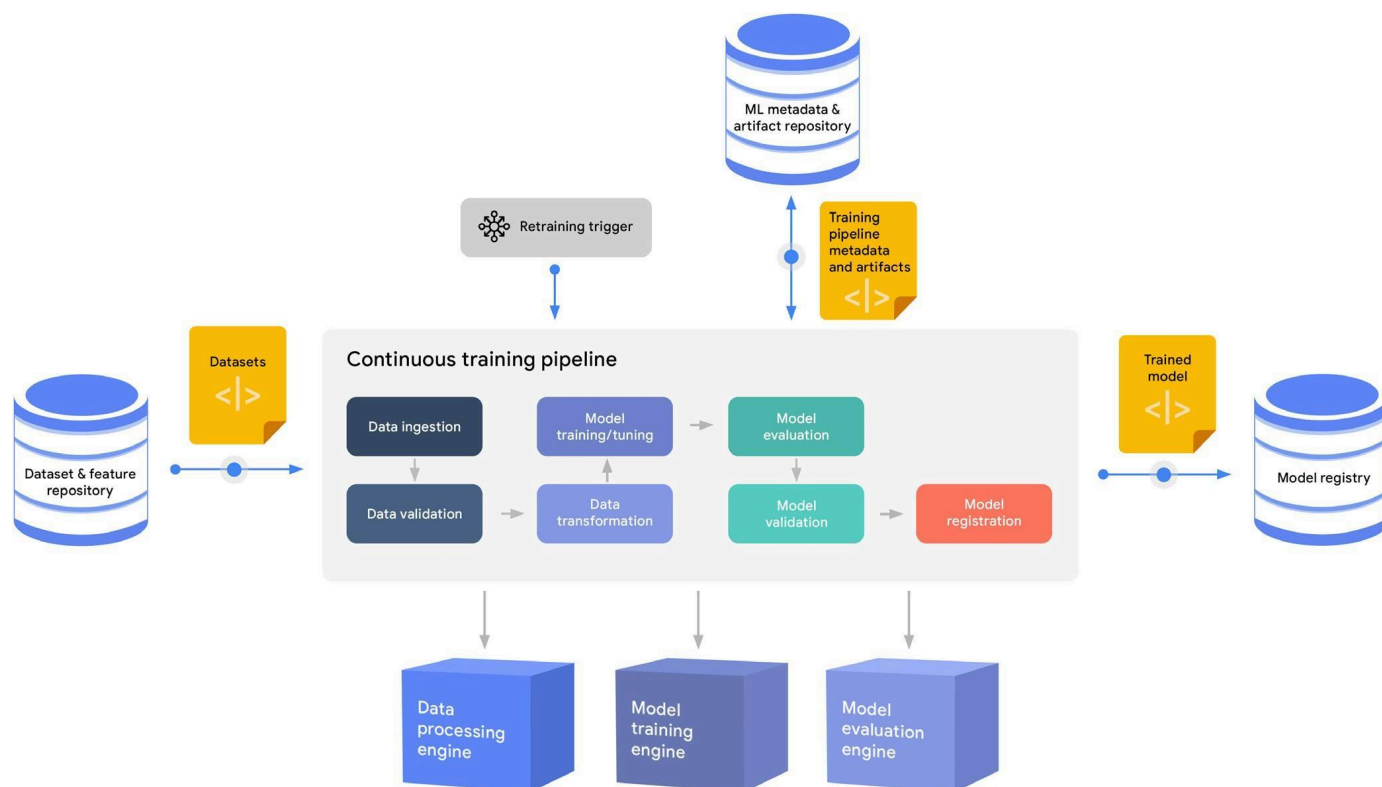 ML metadata &
artifact repository
Retraining trigger
Training
pipeline
metadata
and artifacts
</>
Datasets
</>
Dataset & feature
repository
Continuous training pipeline
Data ingestion
Model
training/tuning
Model
evaluation
Data validation
Data
transformation
Model
validation
Model
registration
Trained
model
</>
Model registry
Data
processing
engine
Model
training
engine
Model
evaluation
engine